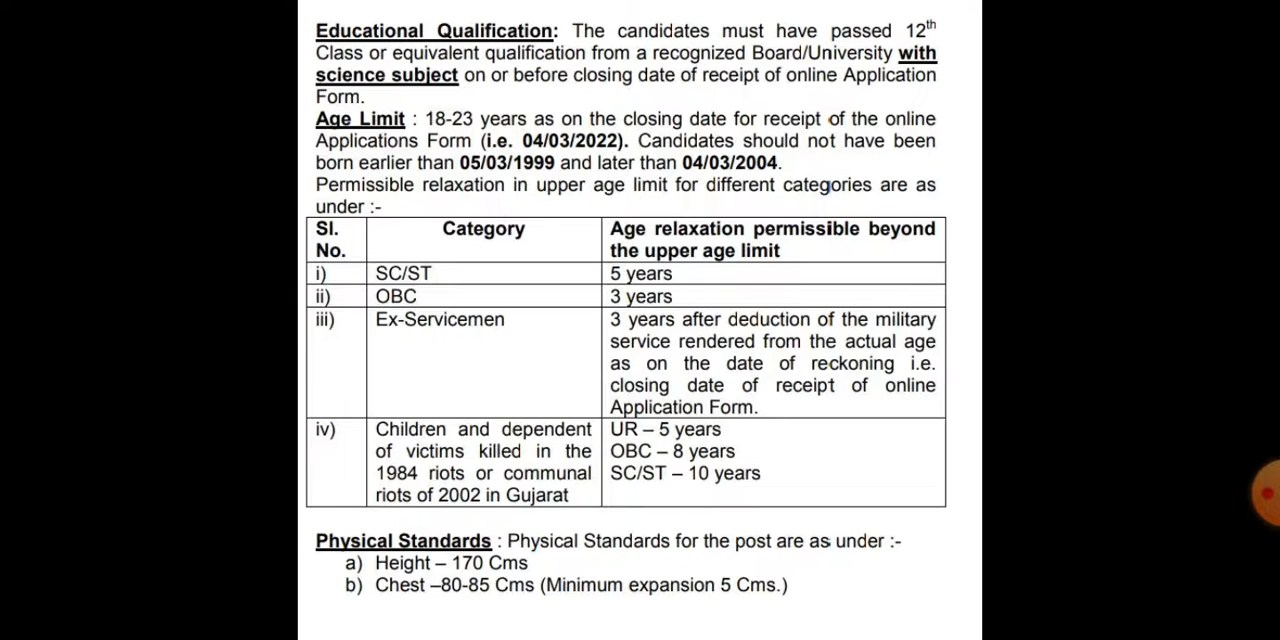 Educational Qualification: The candidates must have passed 12th
Class or equivalent qualification from a recognized Board/University with
science subject on or before closing date of receipt of online Application
Form.
Age Limit : 18-23 years as on the closing date for receipt of the online
Applications Form (i.e. 04/03/2022). Candidates should not have been
born earlier than 05/03/1999 and later than 04/03/2004.
Permissible relaxation in upper age limit for different categories are as
under :-
Sl. No. Category Age relaxation permissible beyond the upper age limit
i) SC/ST 5 years
ii) OBC 3 years
iii) Ex-Servicemen 3 years after deduction of the military
service rendered from the actual age
as on the date of reckoning i.e.
closing date of receipt of online
Application Form.
iv) Children and dependent UR – 5 years
of victims killed in the OBC – 8 years
1984 riots or communal SC/ST – 10 years
riots of 2002 in Gujarat
Physical Standards : Physical Standards for the post are as under :-
a) Height – 170 Cms
b) Chest –80-85 Cms (Minimum expansion 5 Cms.)